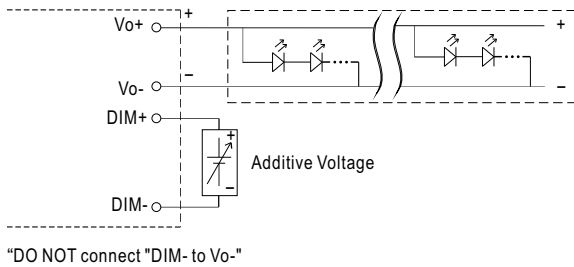 Vo+ + +
Vo- – –
DIM+
+
Additive Voltage
–
DIM-
“DO NOT connect "DIM- to Vo-"